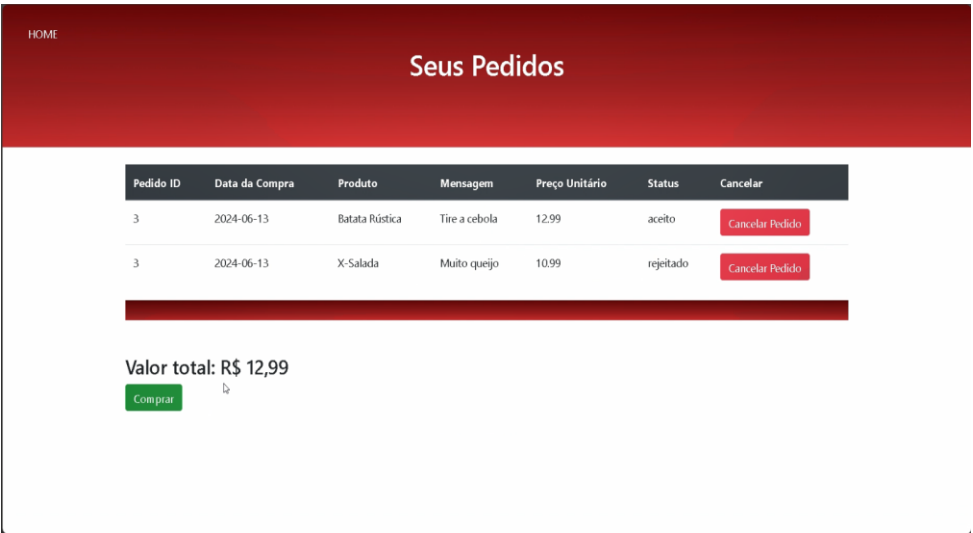 HOME
Seus Pedidos
Pedido ID Data da Compra Produto Mensagem Preço Unitário Status Cancelar
3 2024-06-13 Batata Rústica Tire a cebola 12.99 aceito Cancelar Pedido
3 2024-06-13 X-Salada Muito queijo 10.99 rejeitado Cancelar Pedido
Valor total: R$ 12,99
Comprar